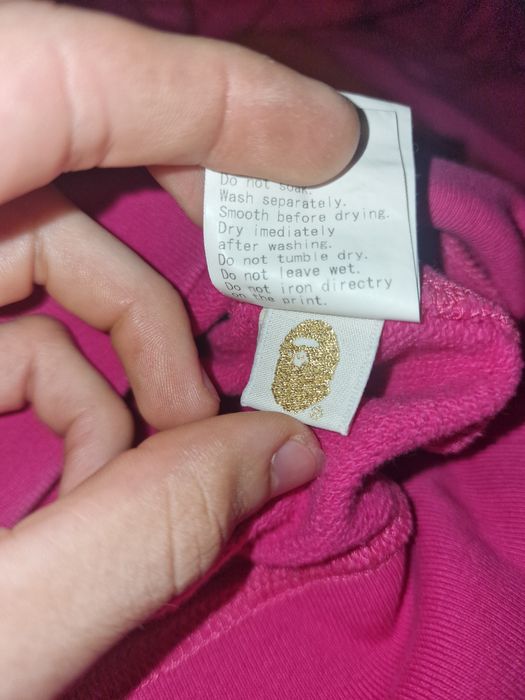 Do not soak.
Wash separately.
Smooth before drying.
Dry imediately
after washing.
Do not tumble dry.
Do not leave wet.
Do not iron directry
on the print.